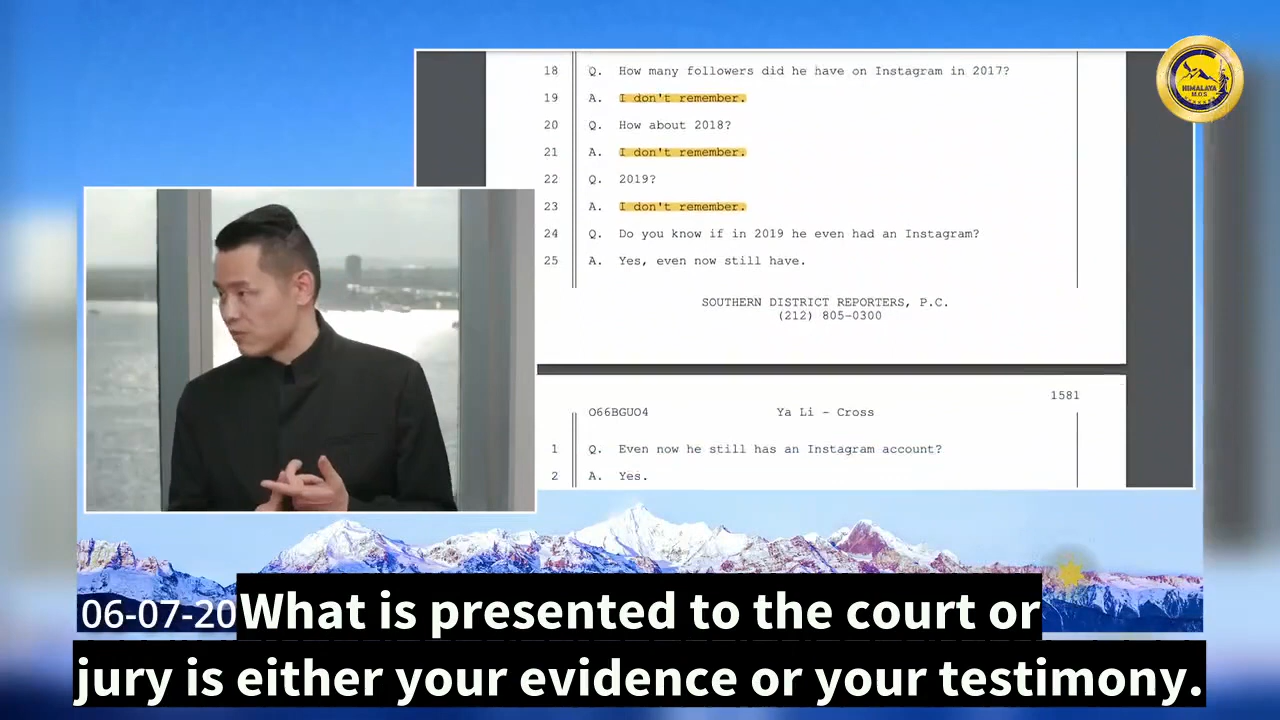 18 Q. How many followers did he have on Instagram in 2017?
19 A. I don't remember.
20 Q. How about 2018?
21 A. I don't remember.
22 Q. 2019?
23 A. I don't remember.
24 Q. Do you know if in 2019 he even had an Instagram?
25 A. Yes, even now still have.
SOUTHERN DISTRICT REPORTERS, P.C.
(212) 805-0300
1581
O66BGUO4 Ya Li - Cross
1 Q. Even now he still has an Instagram account?
2 A. Yes.
HIMALAYA
M.O.S
06-07-20
What is presented to the court or
jury is either your evidence or your testimony.